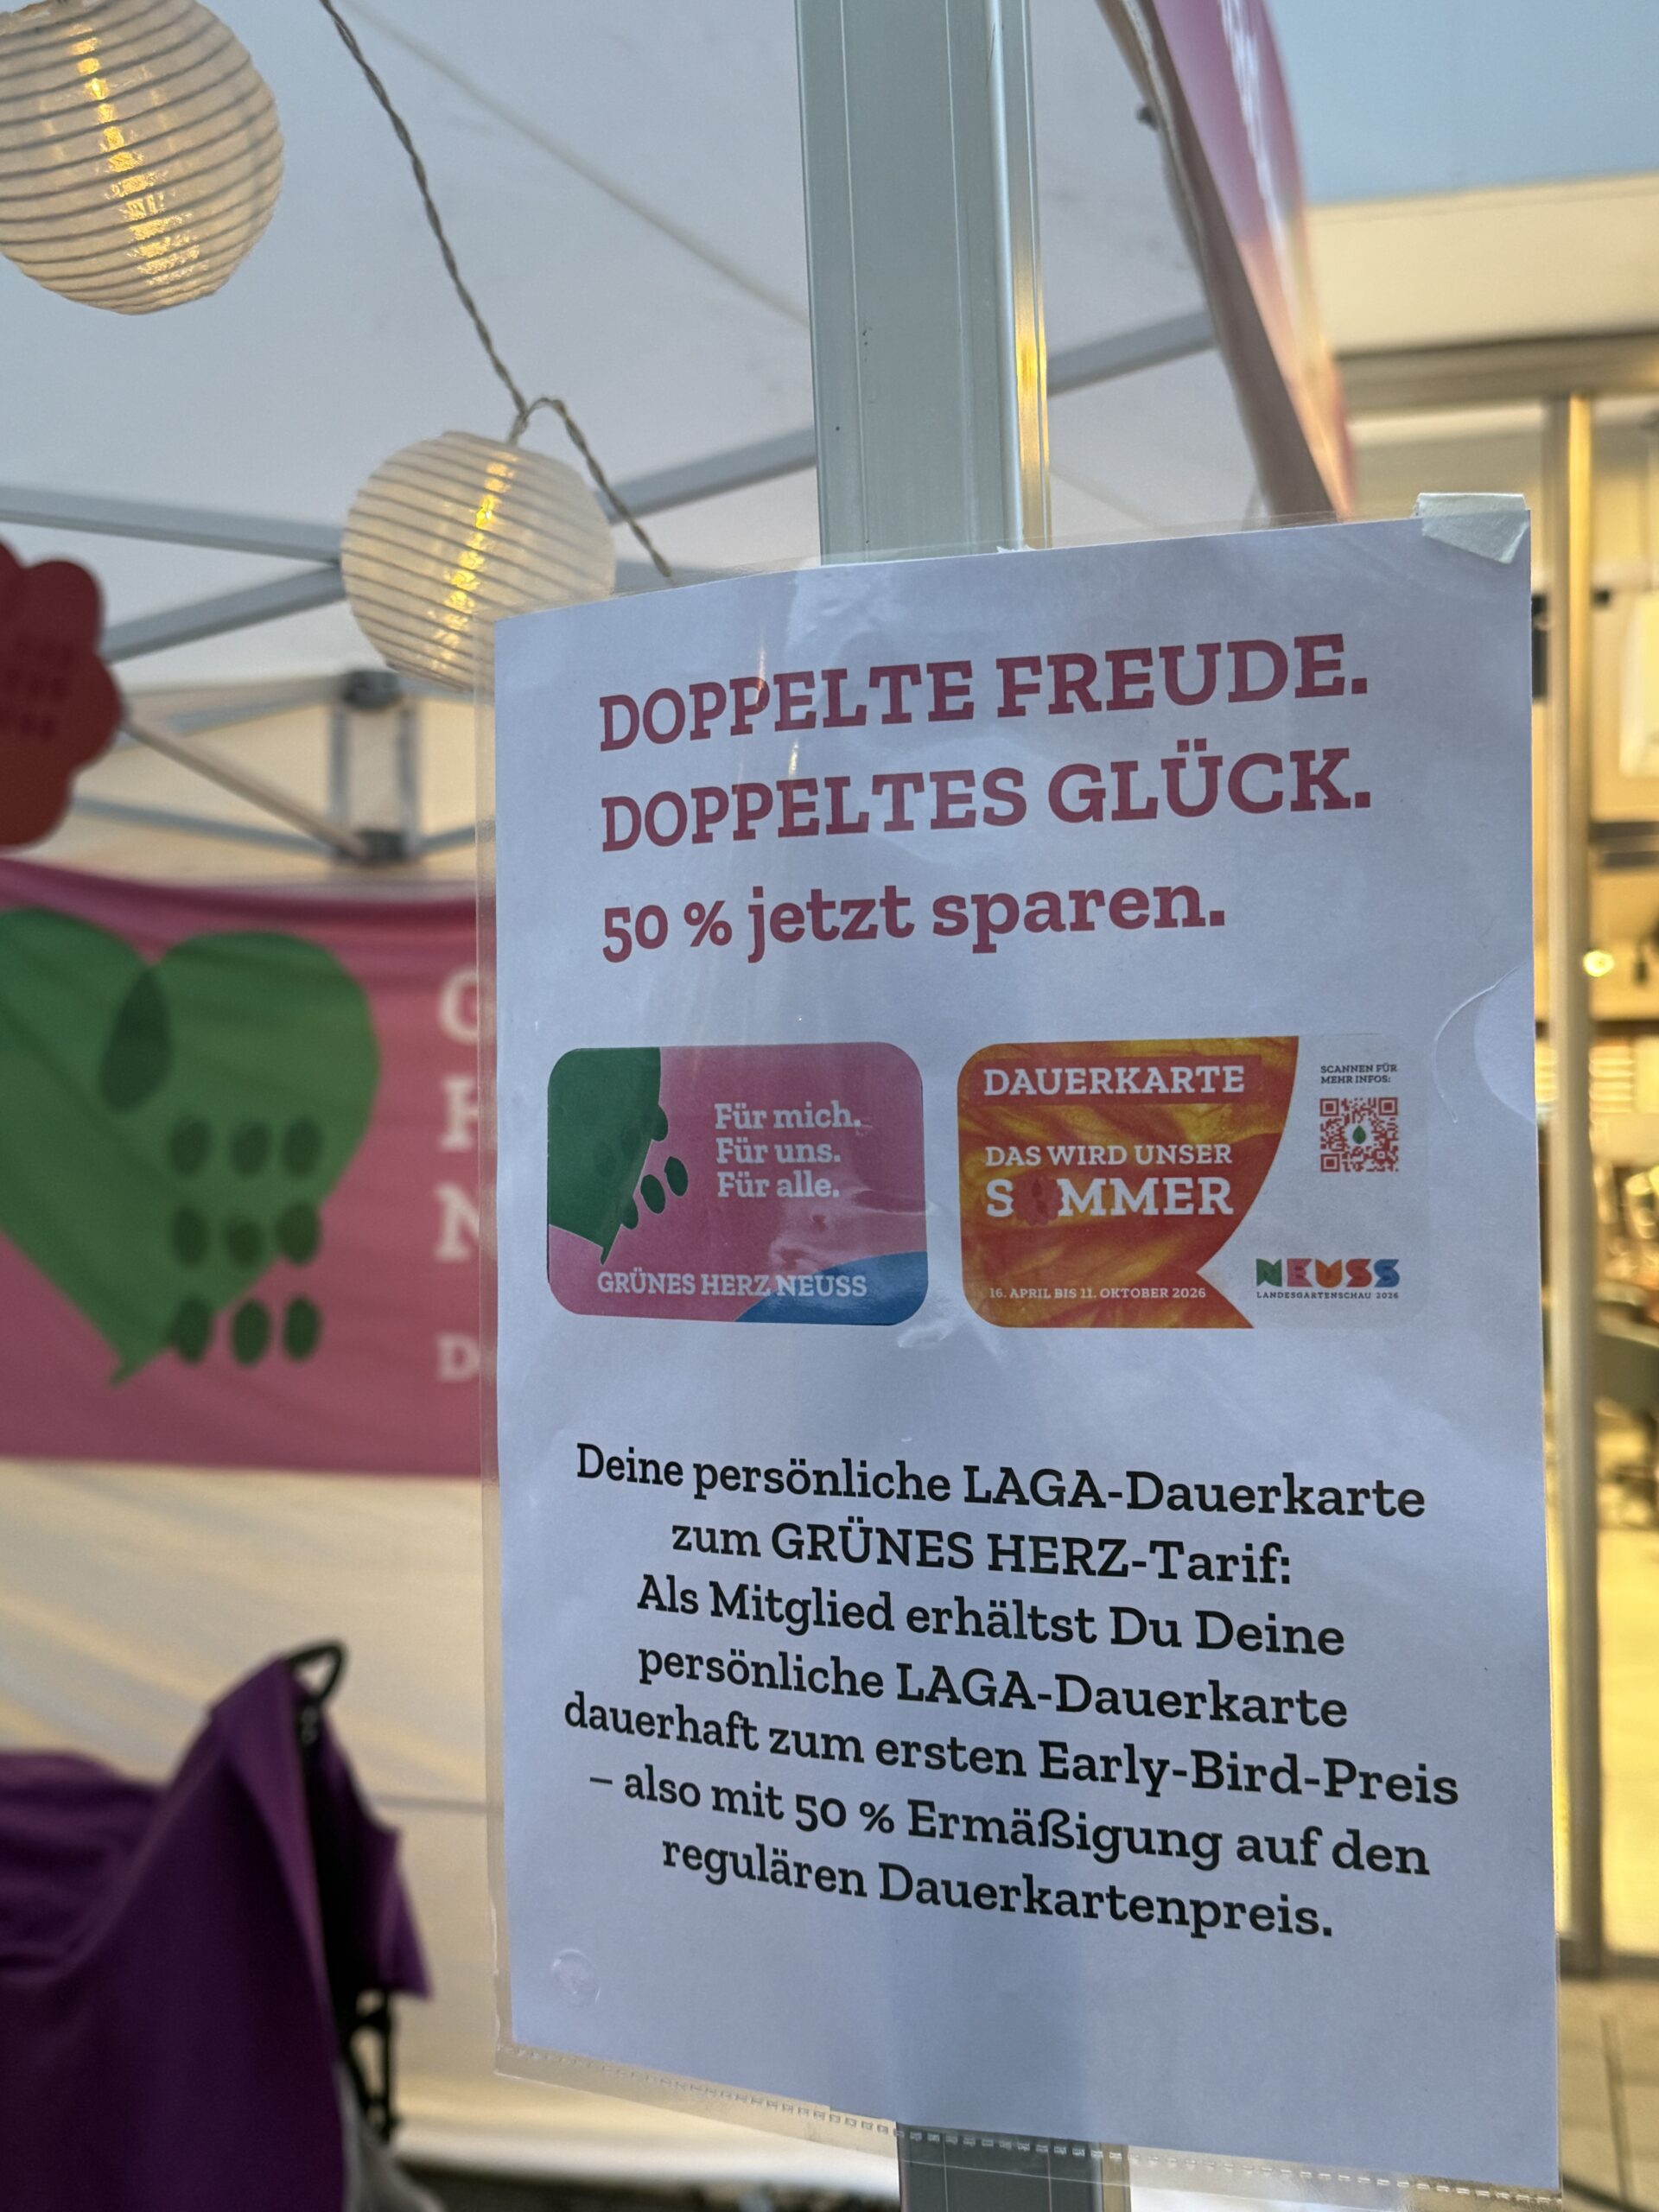 DOPPELTE FREUDE.
DOPPELTES GLÜCK.
50 % jetzt sparen.
Für mich.
Für uns.
Für alle.
GRÜNES HERZ NEUSS
DAUERKARTE
DAS WIRD UNSER
S MMER
16. APRIL BIS 11. OKTOBER 2026
SCANNEN FÜR
MEHR INFOS:
NEUSS
LANDESGARTENSCHAU 2026
Deine persönliche LAGA-Dauerkarte
zum GRÜNES HERZ-Tarif:
Als Mitglied erhältst Du Deine
persönliche LAGA-Dauerkarte
dauerhaft zum ersten Early-Bird-Preis
– also mit 50 % Ermäßigung auf den
regulären Dauerkartenpreis.